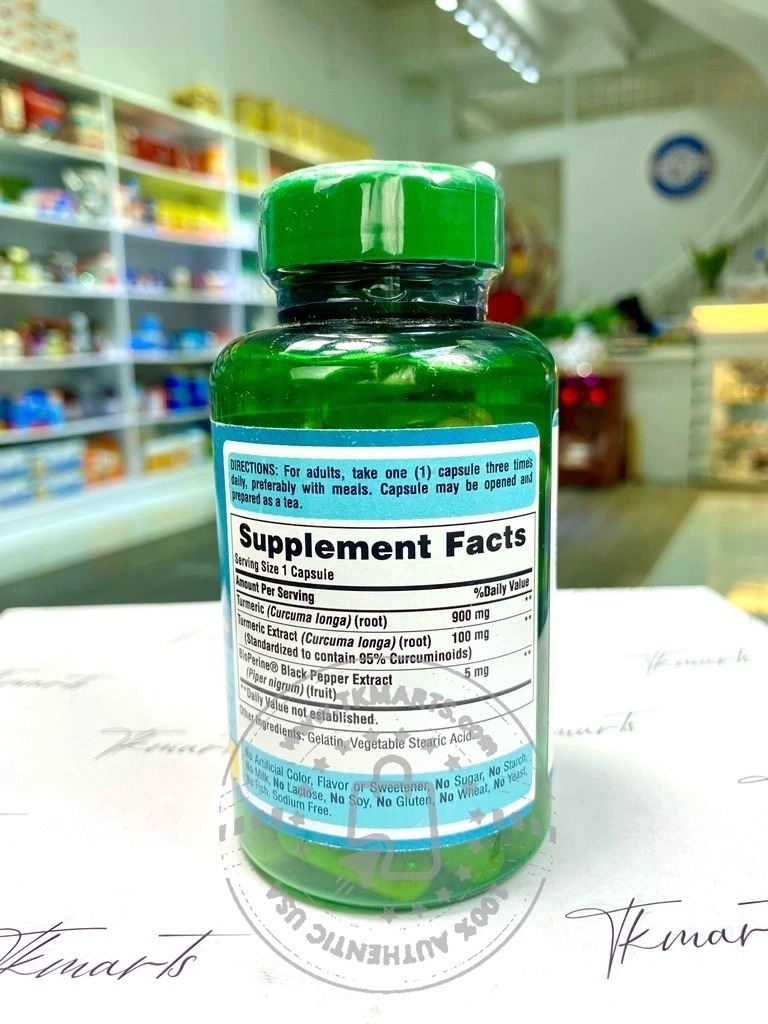 DIRECTIONS: For adults, take one (1) capsule three times
daily, preferably with meals. Capsule may be opened and
prepared as a tea.
Supplement Facts
Serving Size 1 Capsule
Amount Per Serving %Daily Value
Turmeric (Curcuma longa) (root) 900 mg **
Turmeric Extract (Curcuma longa) (root) 100 mg **
(Standardized to contain 95% Curcuminoids)
BioPerine® Black Pepper Extract 5 mg **
(Piper nigrum) (fruit)
**Daily Value not established.
Other Ingredients: Gelatin, Vegetable Stearic Acid
No Artificial Color, Flavor or Sweetener, No Sugar, No Starch,
No Milk, No Lactose, No Soy, No Gluten, No Wheat, No Yeast,
No Fish. Sodium Free.
www.TKMARTS.com
100% AUTHENTIC USA
Tkmarts
Tkmarts
Tkmarts
Tkmart